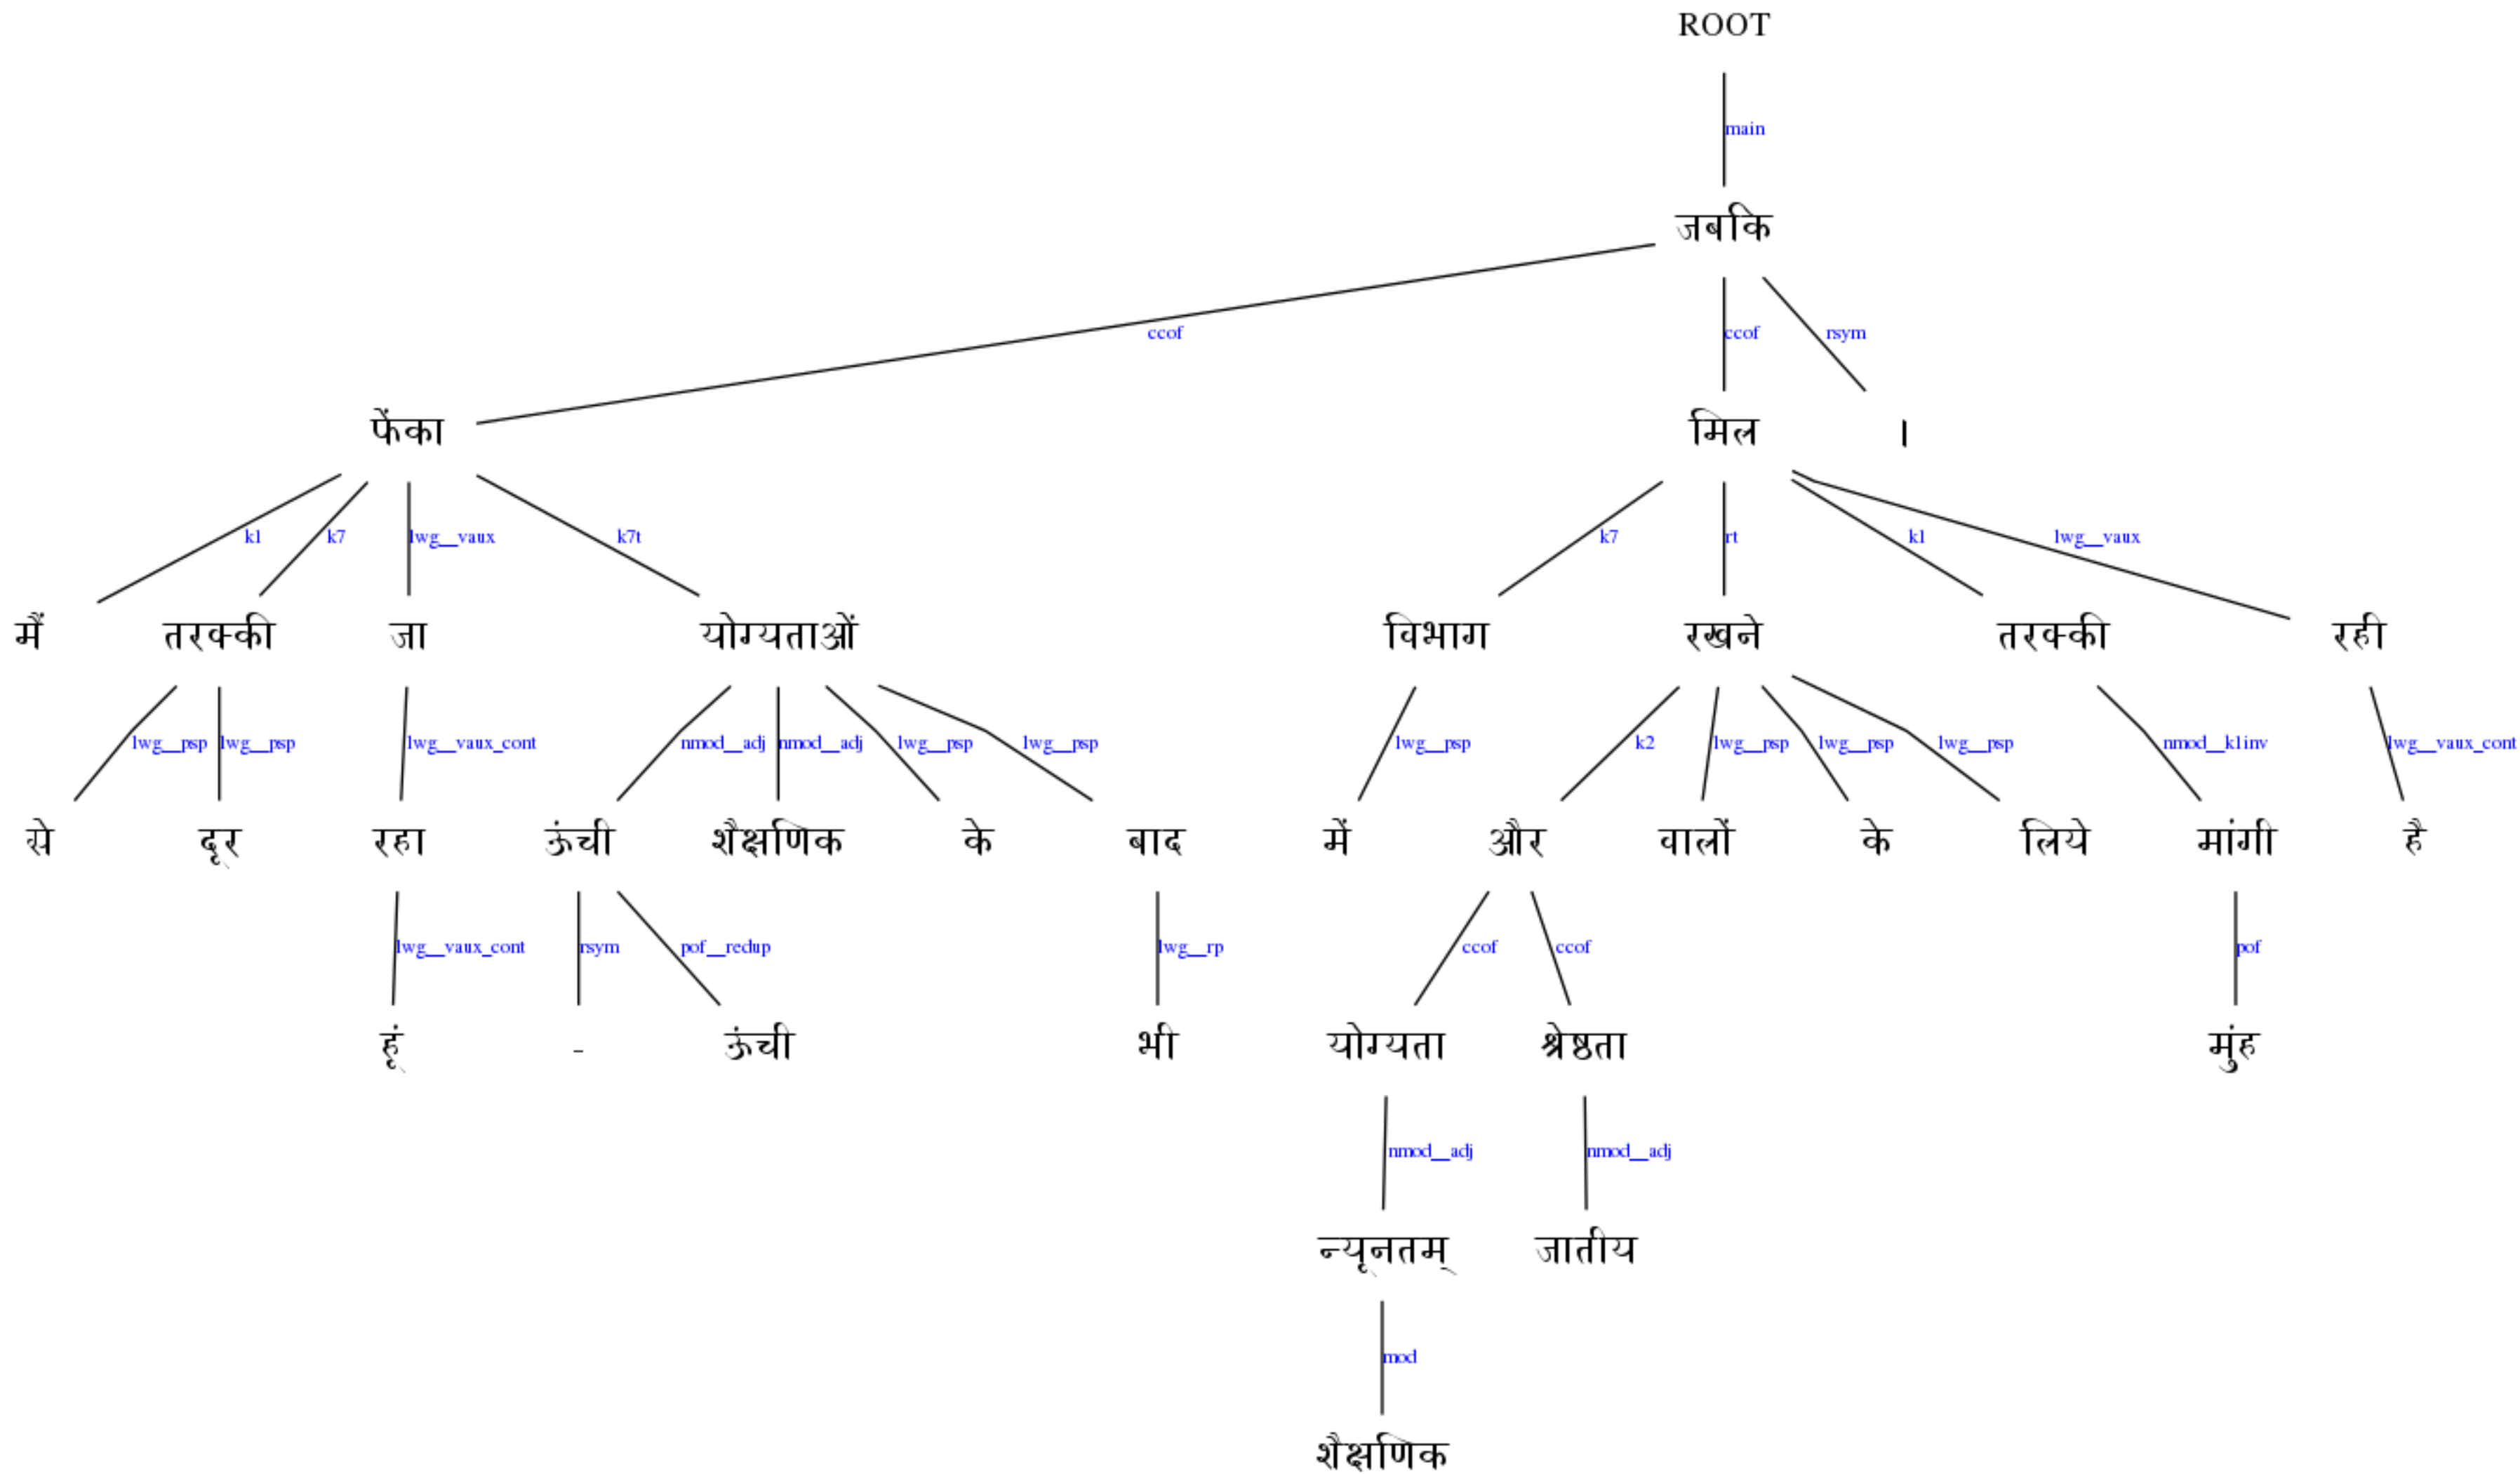 ROOT
main
जबकि
ccof ccof rsym
फेंका मिल ।
k1 k7 lwg__vaux k7t k7 rt k1 lwg__vaux
मैं तरक्की जा योग्यताओं विभाग रखने तरक्की रही
lwg__psp lwg__psp lwg__vaux_cont nmod__adj nmod__adj lwg__psp lwg__psp lwg__psp k2 lwg__psp lwg__psp lwg__psp nmod__k1inv lwg__vaux_cont
से दूर रहा ऊंची शैक्षणिक के बाद में और वालों के लिये मांगी है
lwg__vaux_cont rsym pof__redup lwg__rp ccof ccof pof
हूं - ऊंची भी योग्यता श्रेष्ठता मुंह
nmod__adj nmod__adj
न्यूनतम् जातीय
mod
शैक्षणिक